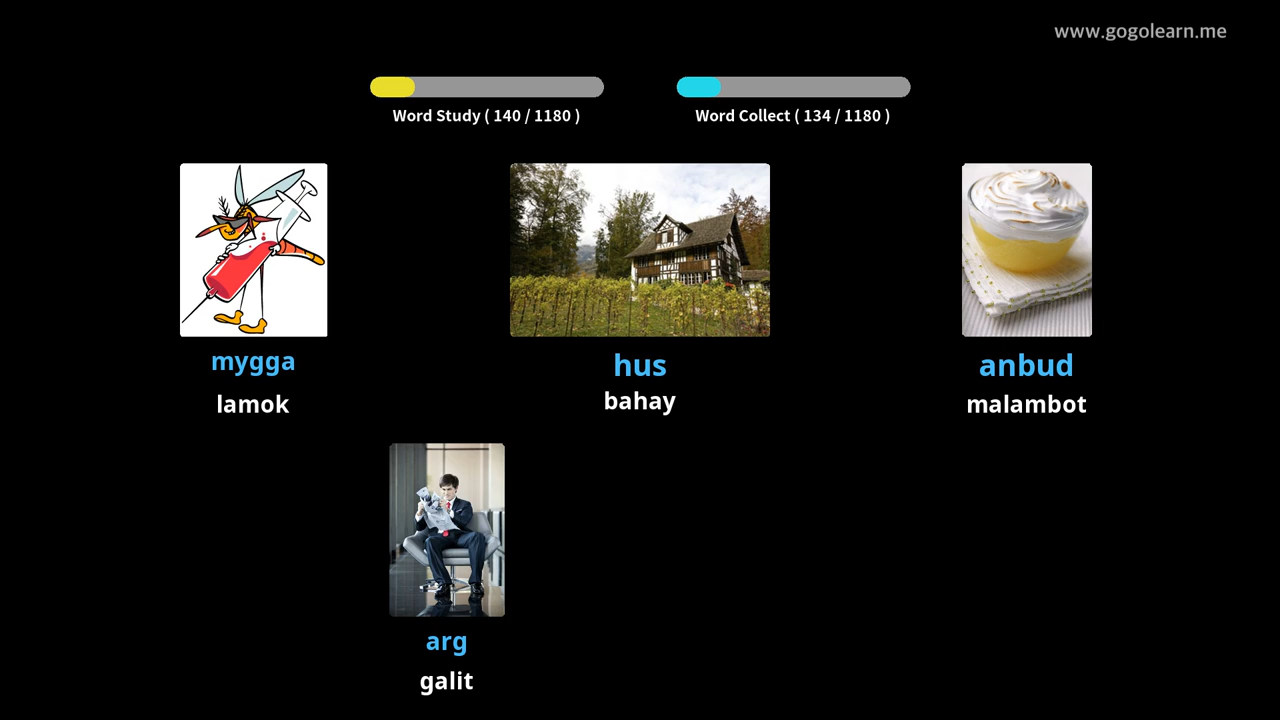 www.gogolearn.me
Word Study ( 140 / 1180 )
Word Collect ( 134 / 1180 )
mygga
lamok
hus
bahay
anbud
malambot
arg
galit